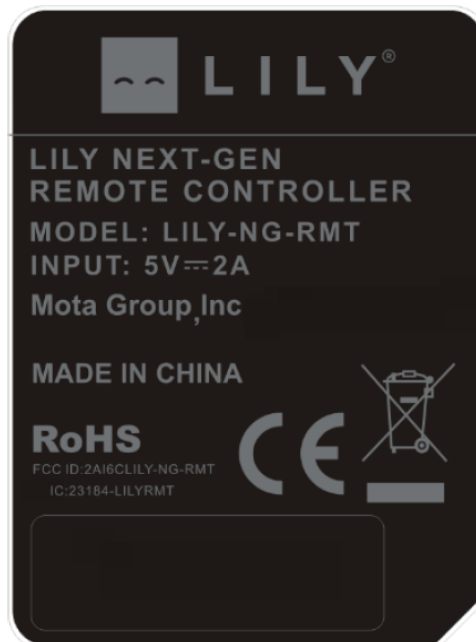 LILY®
LILY NEXT-GEN
REMOTE CONTROLLER
MODEL: LILY-NG-RMT
INPUT: 5V⎓2A
Mota Group,Inc
MADE IN CHINA
RoHS
CE
FCC ID:2AI6CLILY-NG-RMT
IC:23184-LILYRMT